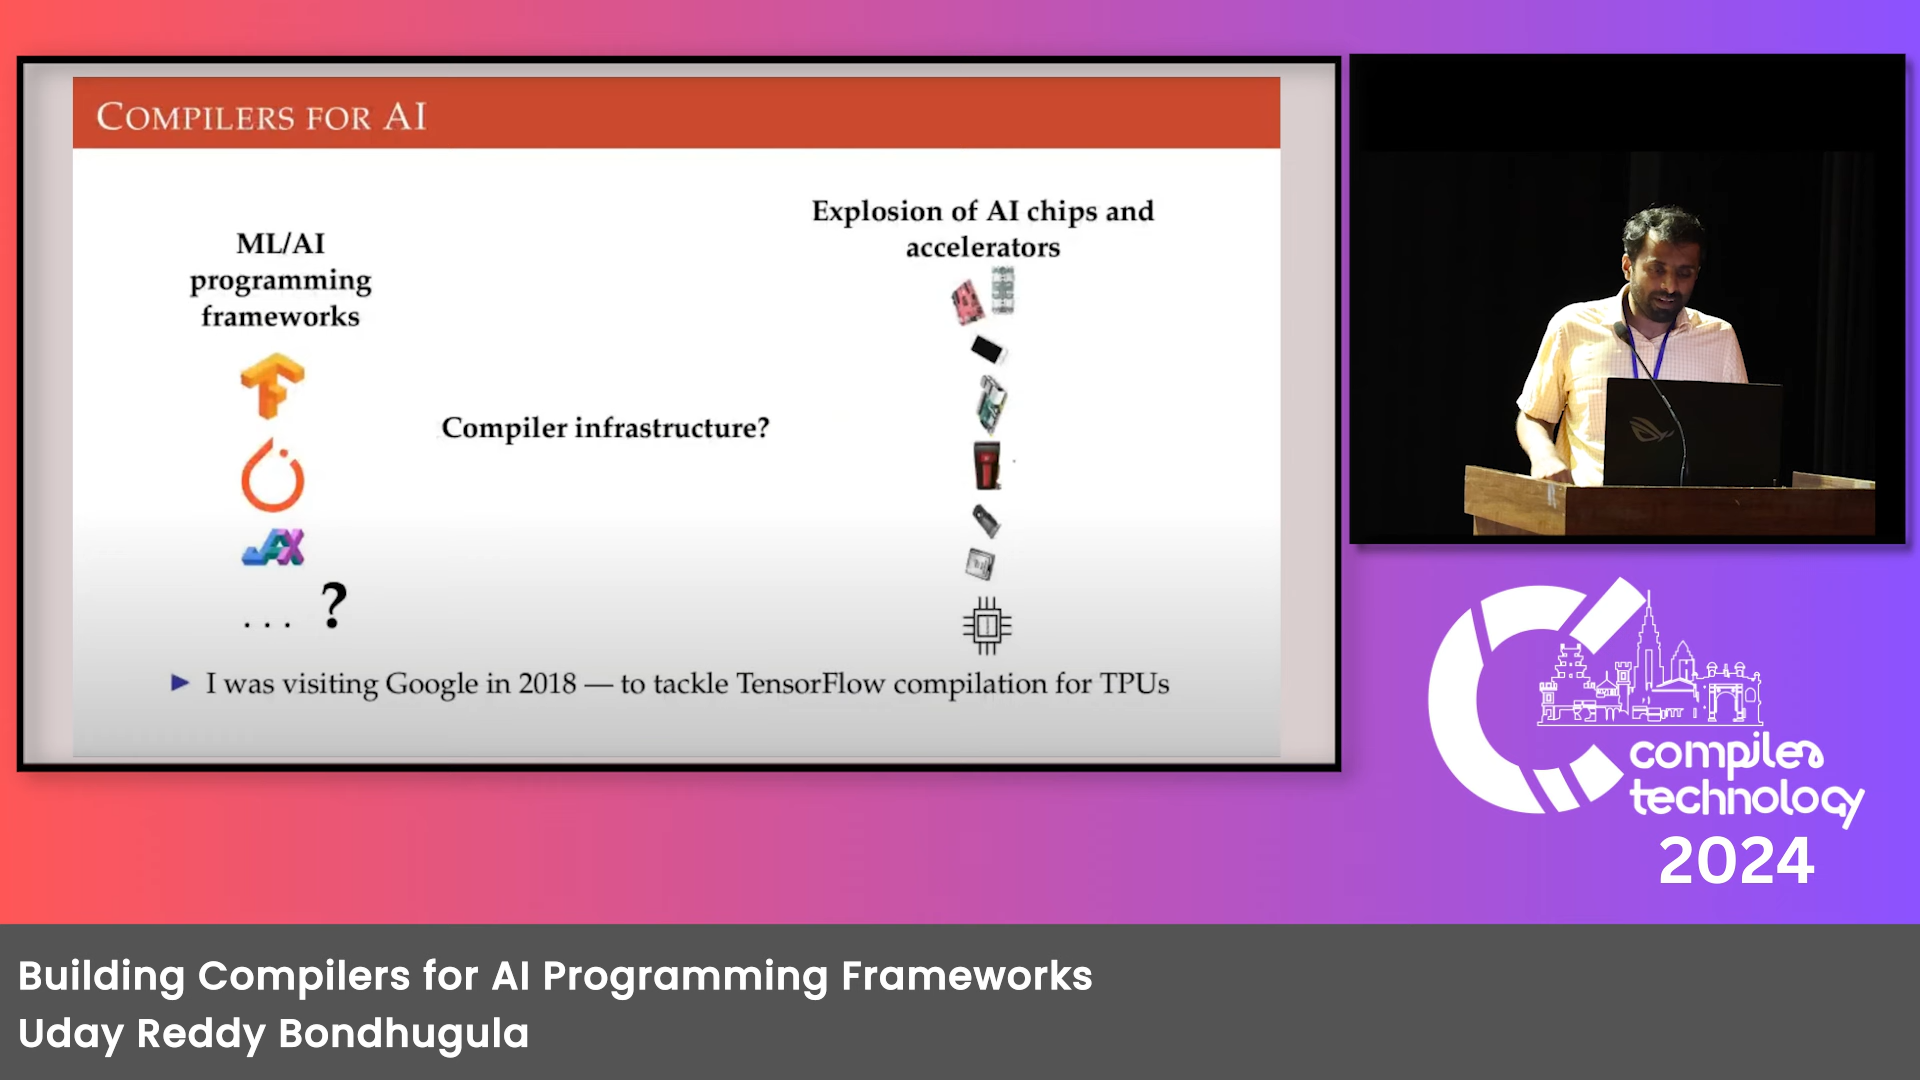 COMPILERS FOR AI
ML/AI
programming
frameworks
Explosion of AI chips and
accelerators
Compiler infrastructure?
JAX
... ?
▶ I was visiting Google in 2018 — to tackle TensorFlow compilation for TPUs
compiler
technology
2024
Building Compilers for AI Programming Frameworks
Uday Reddy Bondhugula